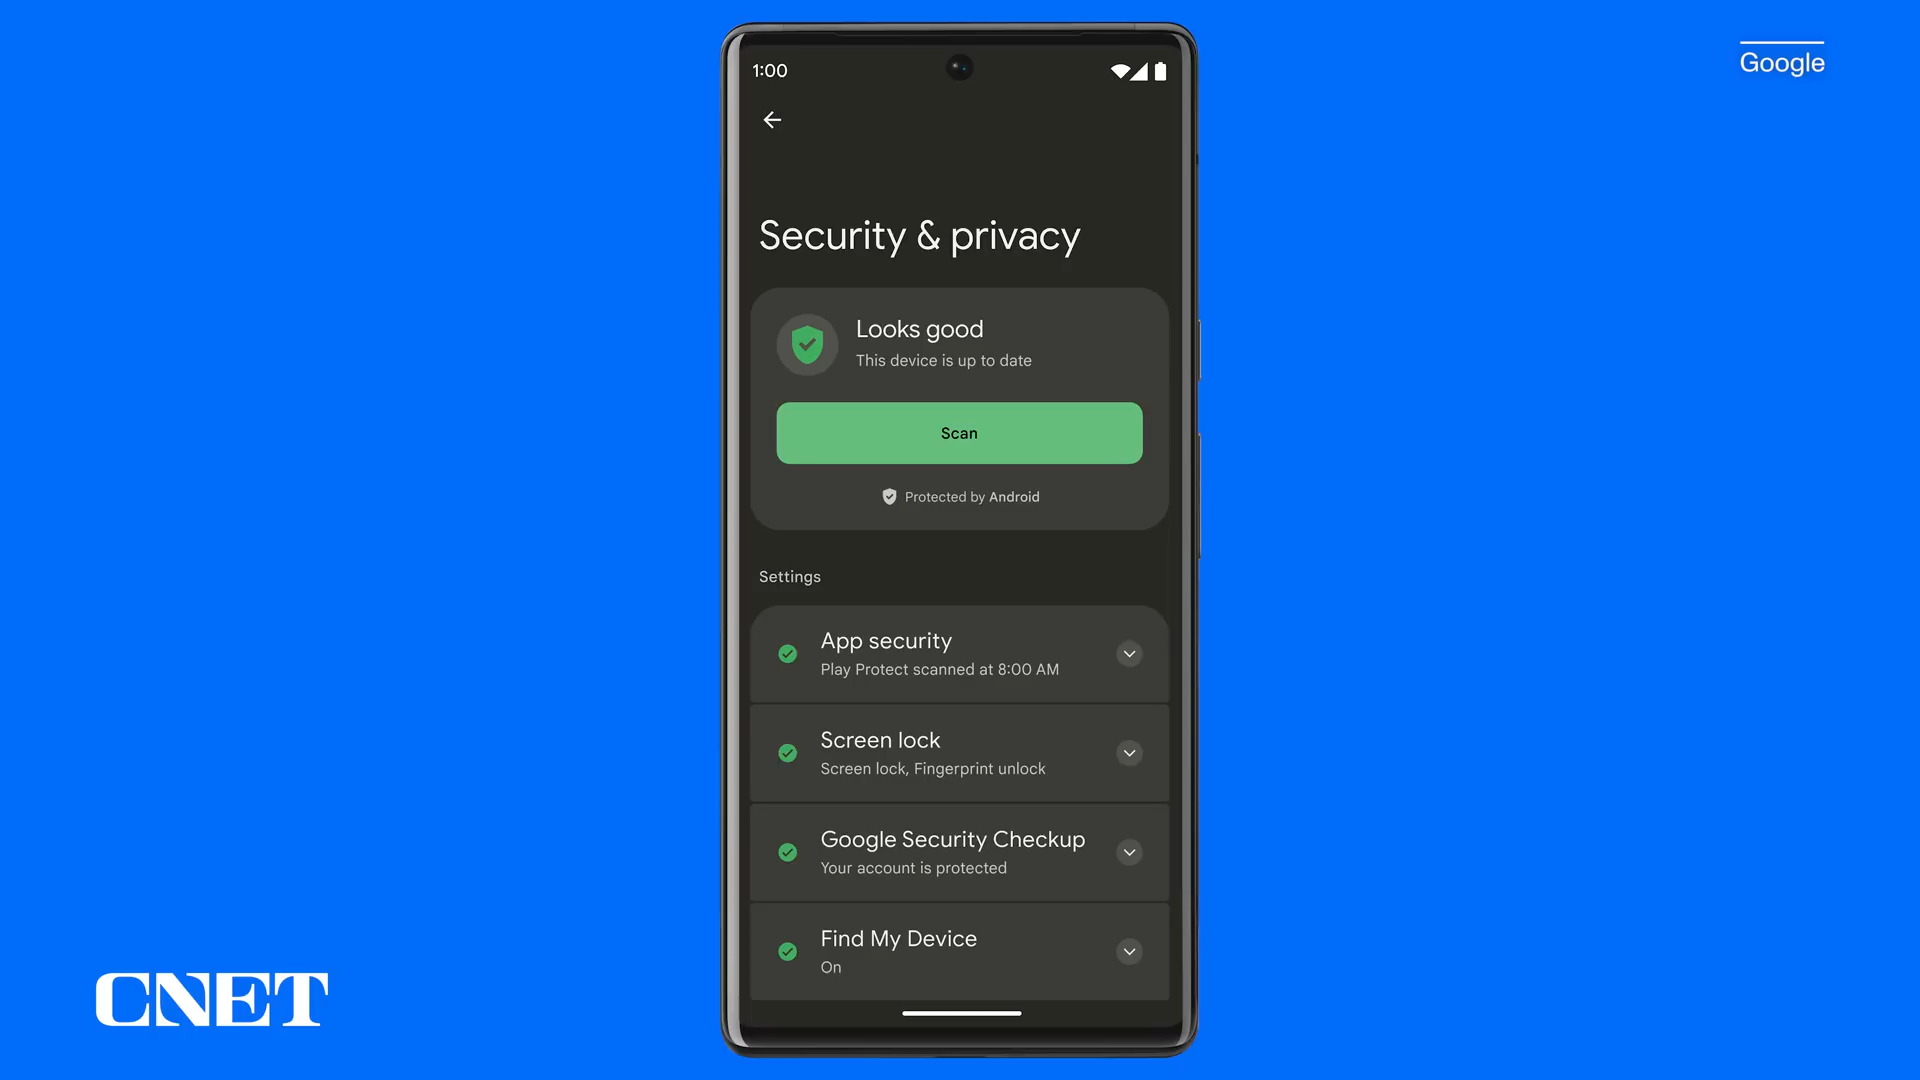 Google
1:00
Security & privacy
Looks good
This device is up to date
Scan
Protected by Android
Settings
App security
Play Protect scanned at 8:00 AM
Screen lock
Screen lock, Fingerprint unlock
Google Security Checkup
Your account is protected
Find My Device
On
CNET